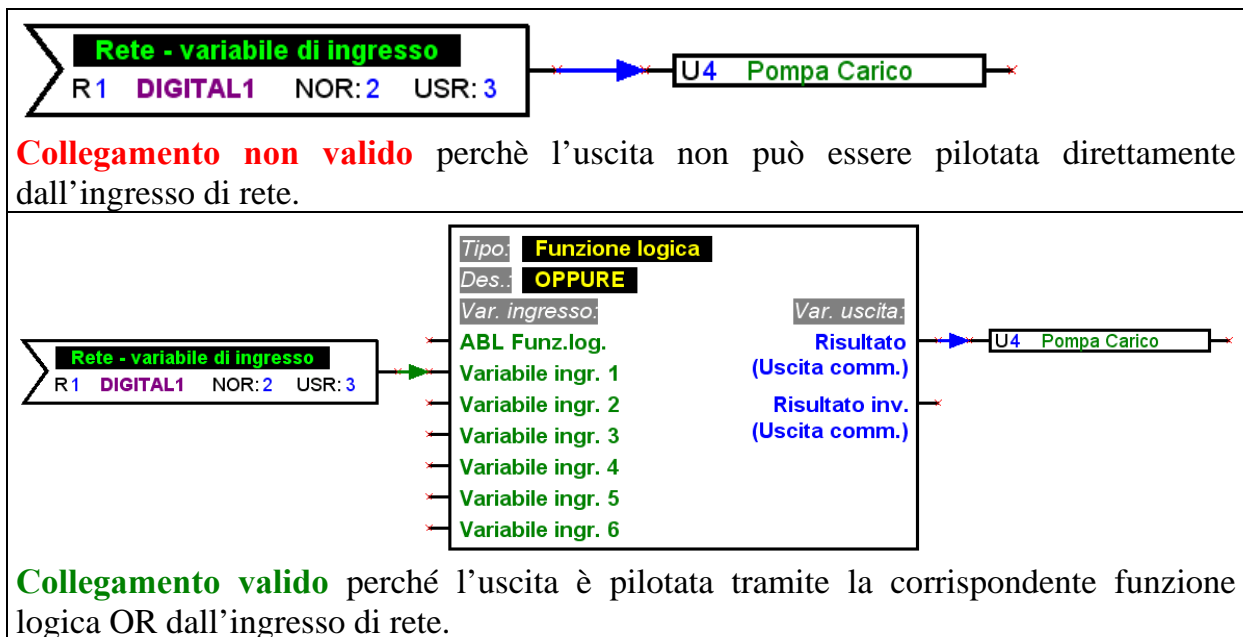 Rete - variabile di ingresso
R1 DIGITAL1 NOR: 2 USR: 3
U4 Pompa Carico
Collegamento non valido perchè l’uscita non può essere pilotata direttamente
dall’ingresso di rete.
Tipo: Funzione logica
Des.: OPPURE
Var. ingresso: Var. uscita:
ABL Funz.log. Risultato
(Uscita comm.)
Variabile ingr. 1
Variabile ingr. 2 Risultato inv.
(Uscita comm.)
Variabile ingr. 3
Variabile ingr. 4
Variabile ingr. 5
Variabile ingr. 6
Rete - variabile di ingresso
R1 DIGITAL1 NOR: 2 USR: 3
U4 Pompa Carico
Collegamento valido perché l’uscita è pilotata tramite la corrispondente funzione
logica OR dall’ingresso di rete.